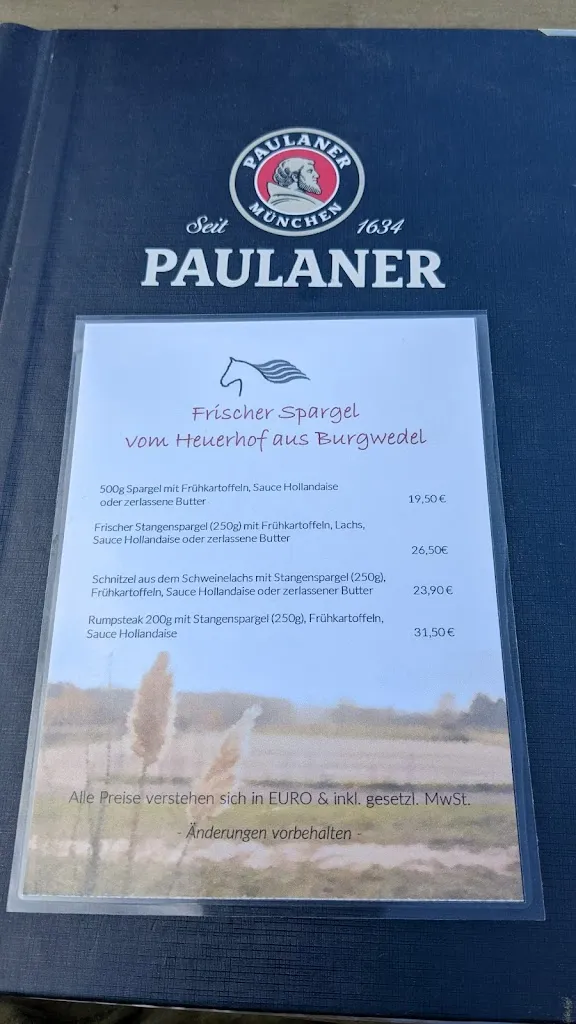 PAULANER
MÜNCHEN
Seit 1634
PAULANER
Frischer Spargel
vom Heuerhof aus Burgwedel
500g Spargel mit Frühkartoffeln, Sauce Hollandaise
oder zerlassene Butter 19,50 €
Frischer Stangenspargel (250g) mit Frühkartoffeln, Lachs,
Sauce Hollandaise oder zerlassene Butter
26,50€
Schnitzel aus dem Schweinelachs mit Stangenspargel (250g),
Frühkartoffeln, Sauce Hollandaise oder zerlassener Butter 23,90 €
Rumpsteak 200g mit Stangenspargel (250g), Frühkartoffeln,
Sauce Hollandaise 31,50 €
Alle Preise verstehen sich in EURO & inkl. gesetzl. MwSt.
- Änderungen vorbehalten -